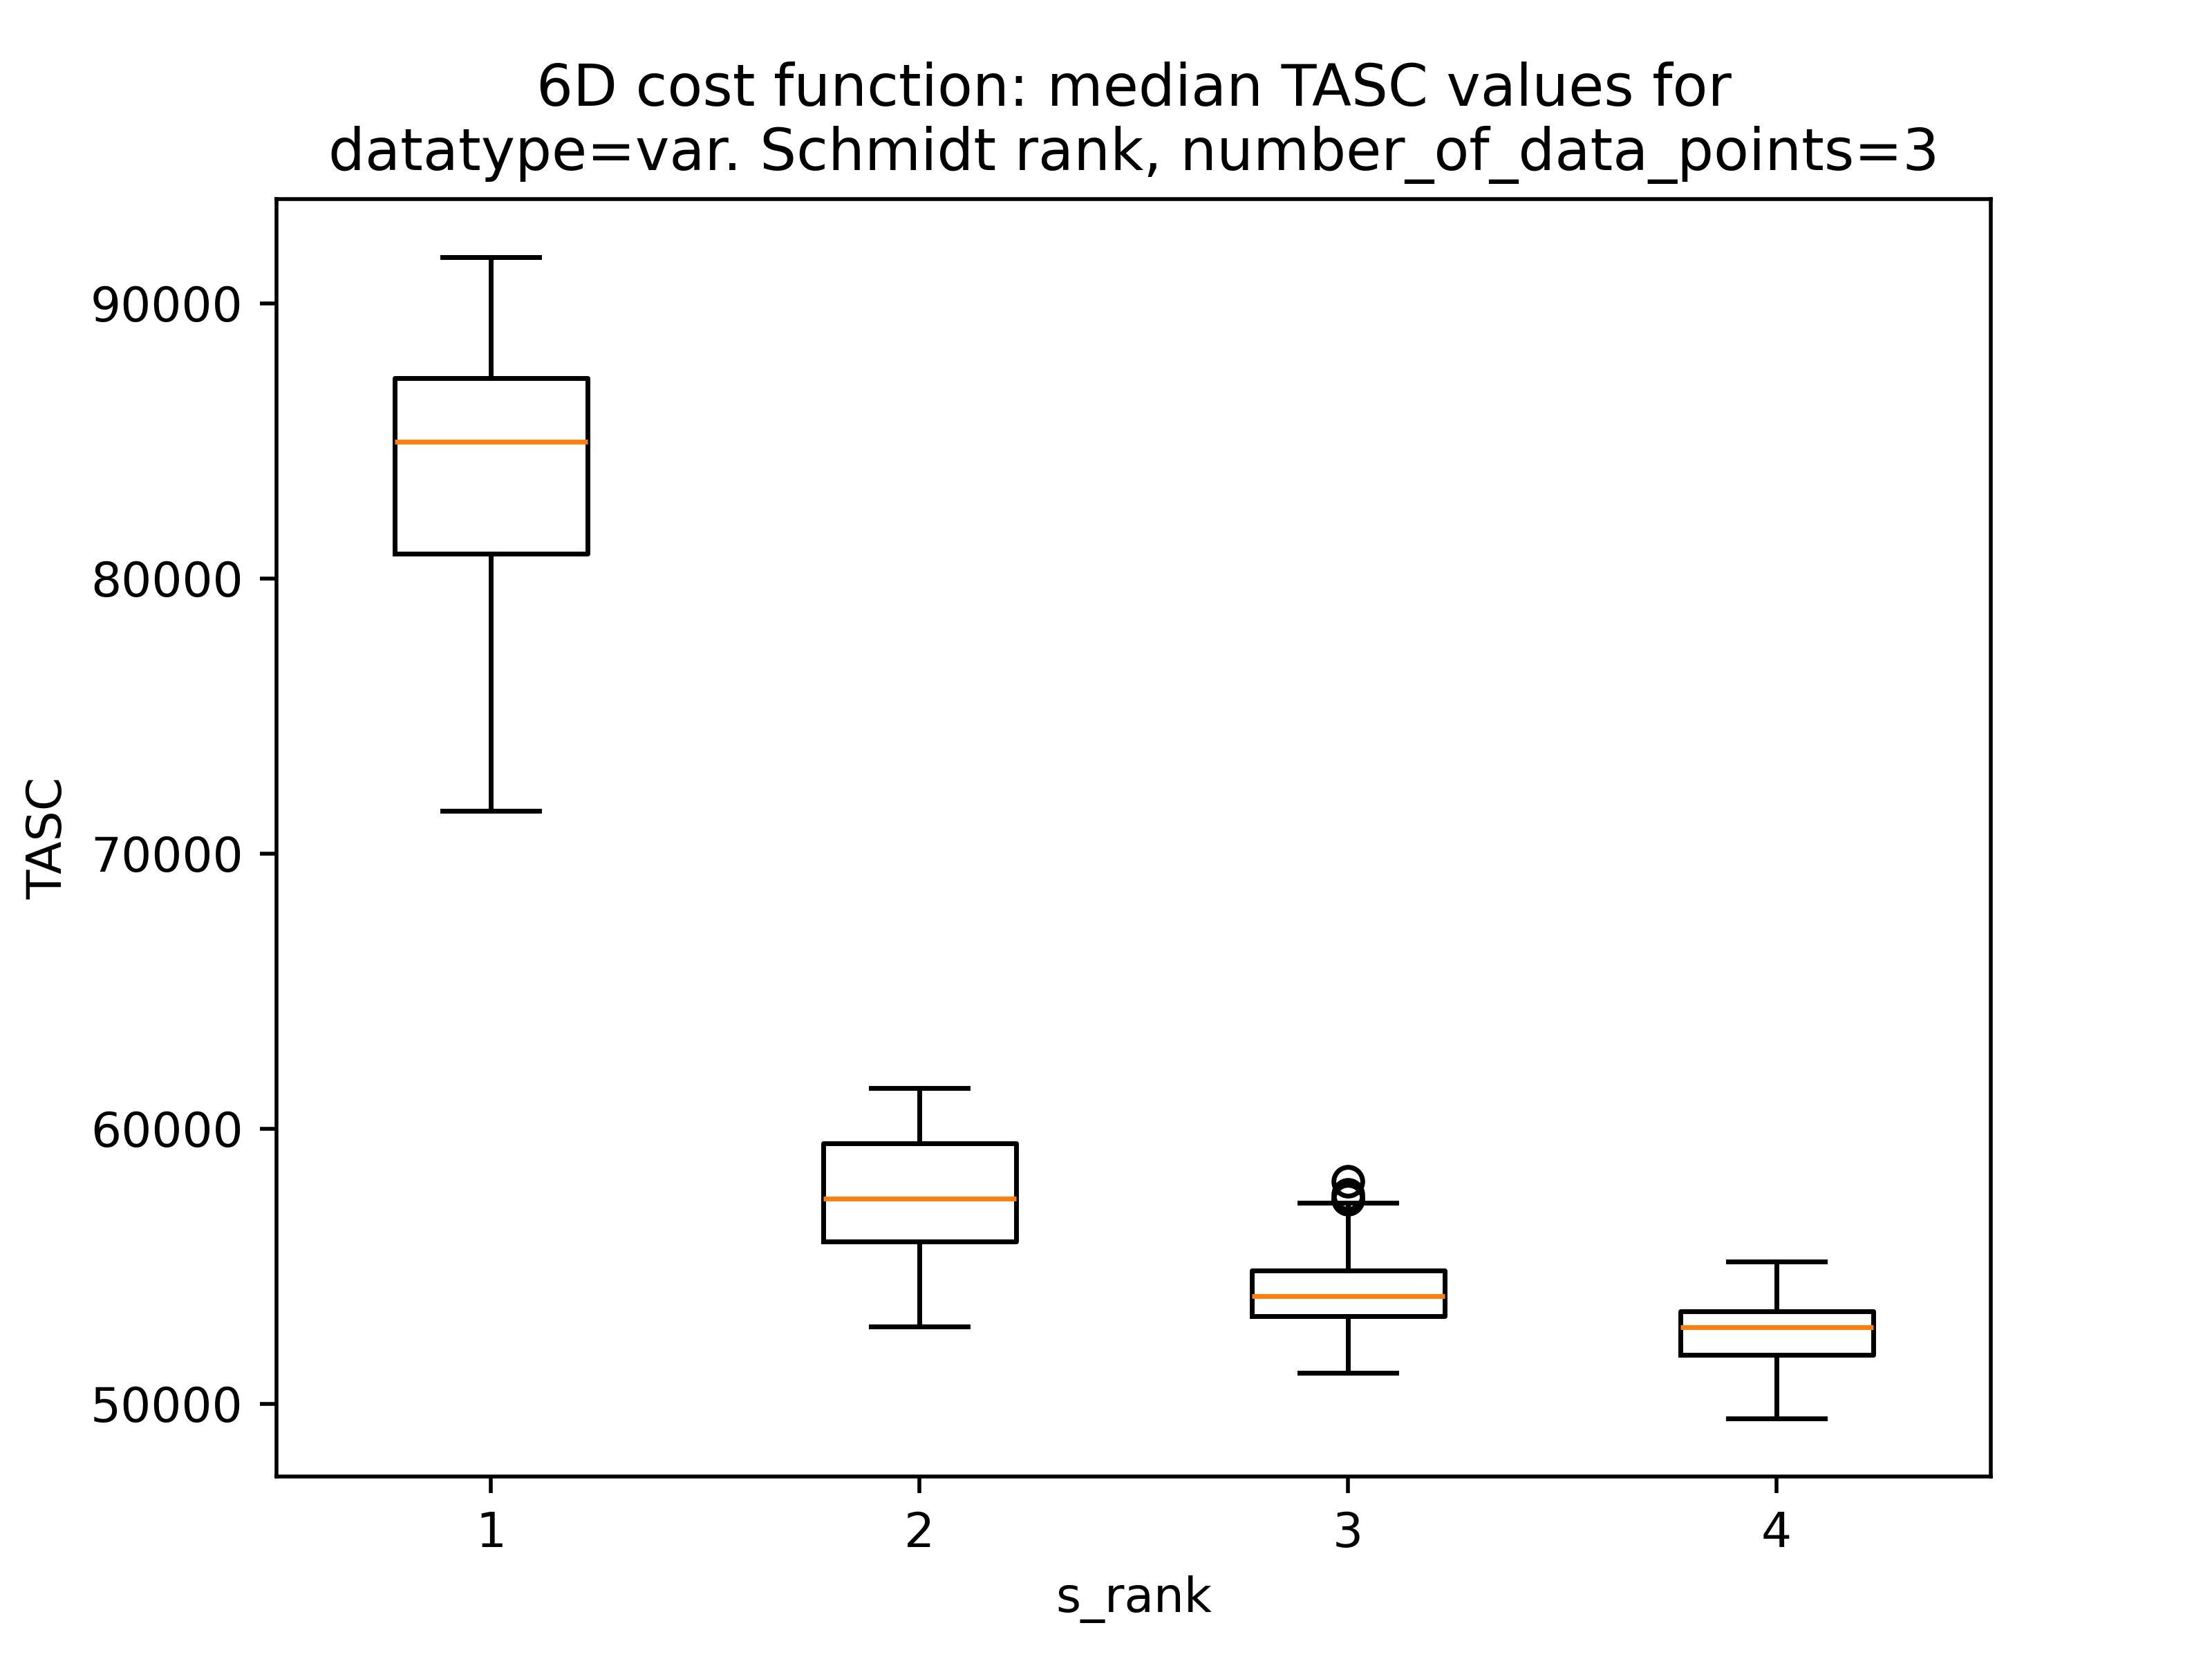 6D cost function: median TASC values for
datatype=var. Schmidt rank, number_of_data_points=3
TASC
90000
80000
70000
60000
50000
1 2 3 4
s_rank